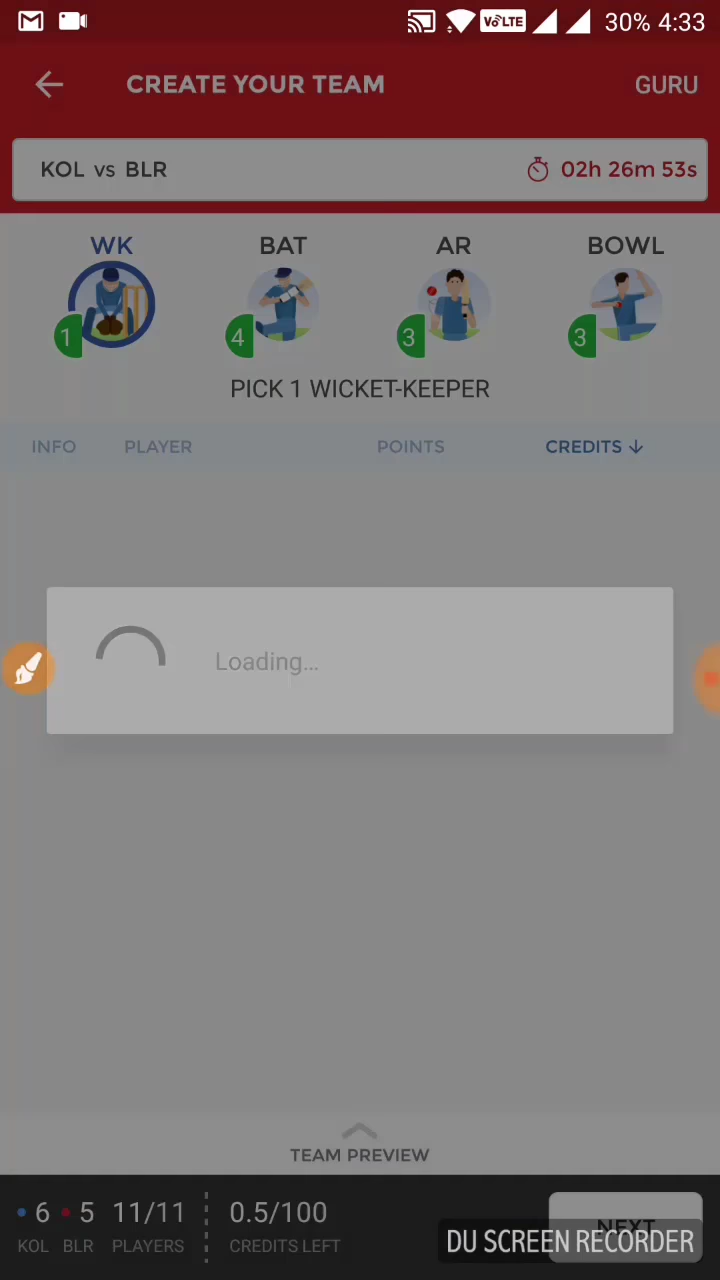 VoLTE 30% 4:33
CREATE YOUR TEAM GURU
KOL vs BLR 02h 26m 53s
WK BAT AR BOWL
1 4 3 3
PICK 1 WICKET-KEEPER
INFO PLAYER POINTS CREDITS ↓
Loading...
TEAM PREVIEW
6 5 11/11 0.5/100 NEXT
KOL BLR PLAYERS CREDITS LEFT
DU SCREEN RECORDER